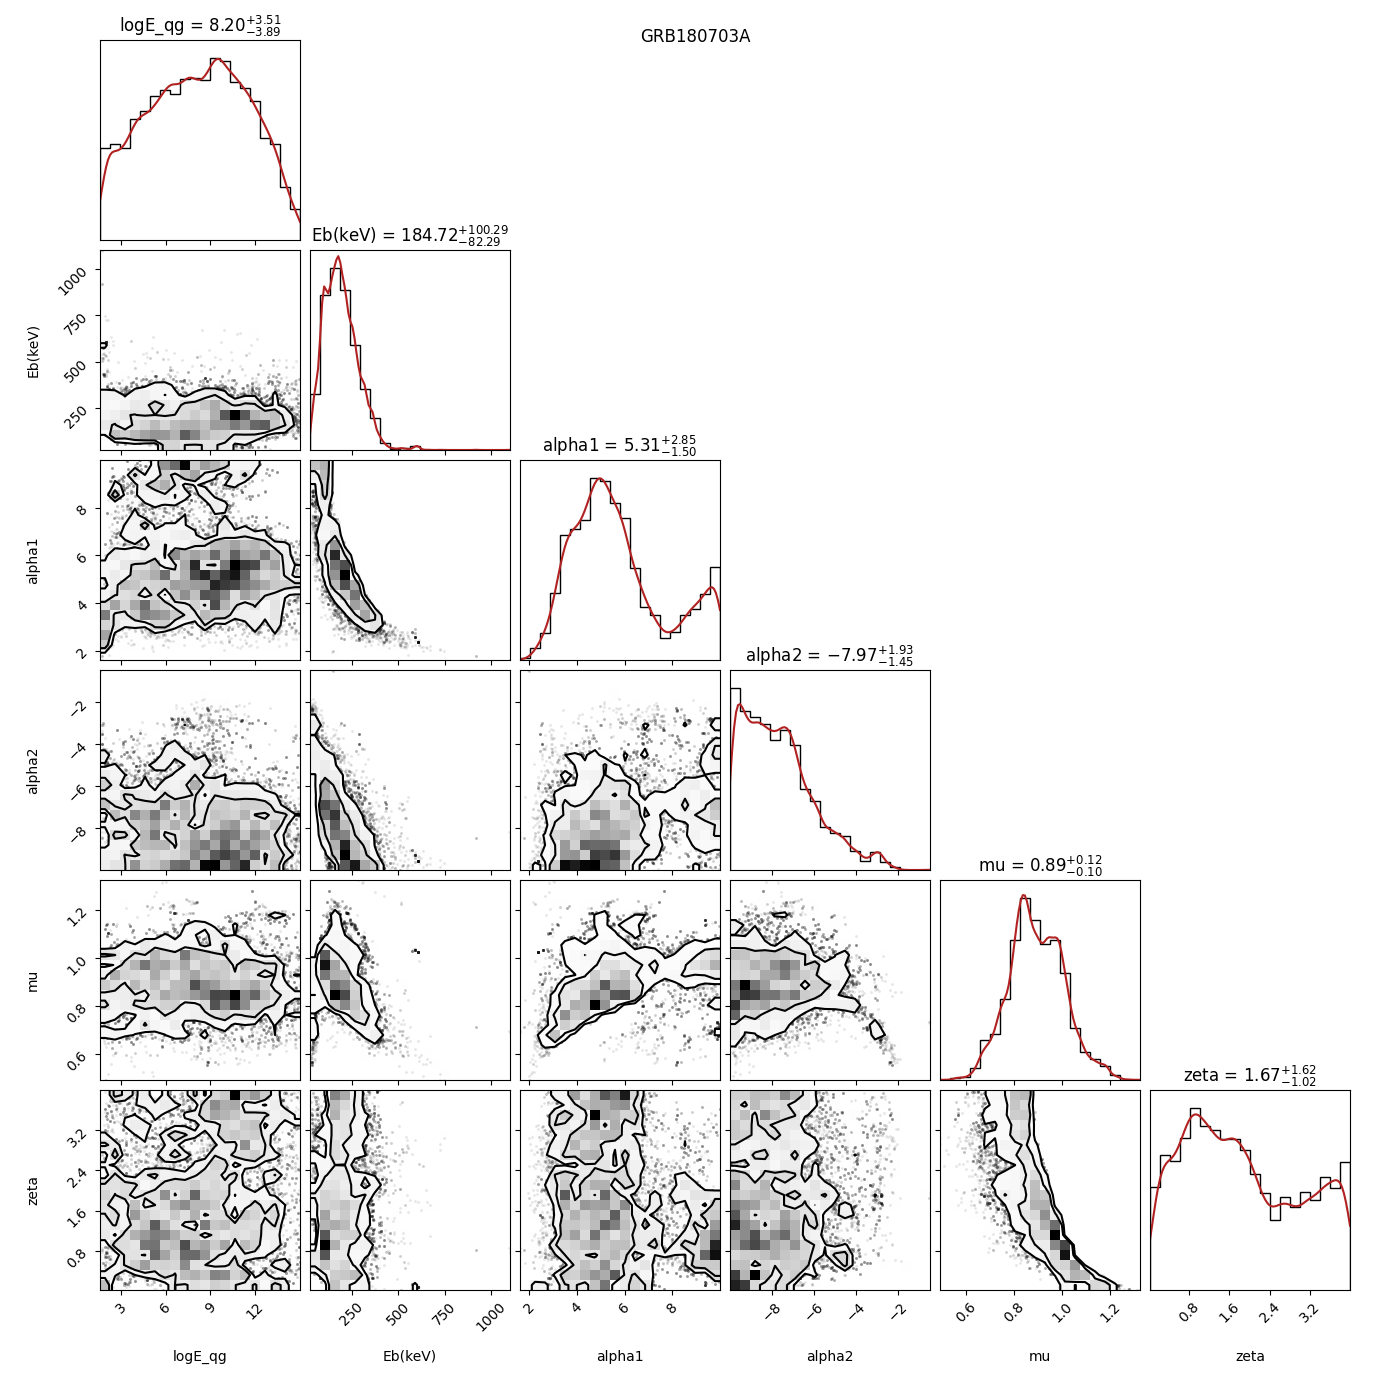 GRB180703A
logE_qg = 8.20+3.51 −3.89
Eb(keV) = 184.72+100.29 −82.29
1000
750
500
250
Eb(keV)
alpha1 = 5.31+2.85 −1.50
8
6
4
2
alpha1
alpha2 = −7.97+1.93 −1.45
−2
−4
−6
−8
alpha2
mu = 0.89+0.12 −0.10
1.2
1.0
0.8
0.6
mu
zeta = 1.67+1.62 −1.02
3.2
2.4
1.6
0.8
zeta
3 6 9 12
250 500 750 1000
2 4 6 8
−8 −6 −4 −2
0.6 0.8 1.0 1.2
0.8 1.6 2.4 3.2
logE_qg
Eb(keV)
alpha1
alpha2
mu
zeta